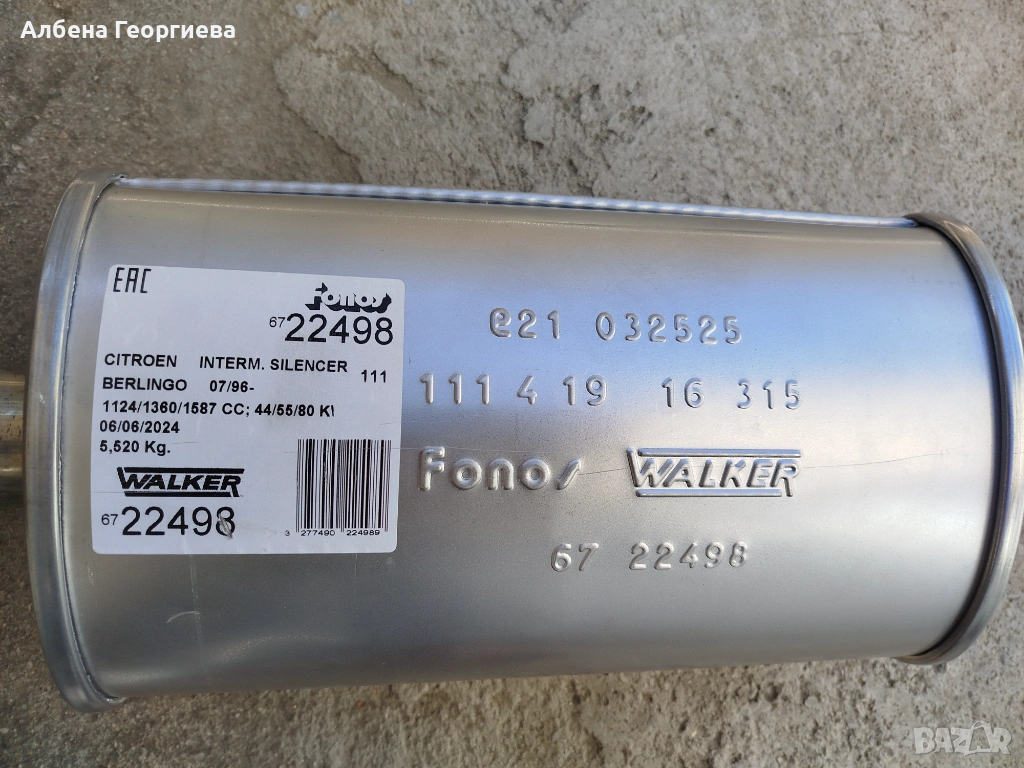 Албена Георгиева
EAC
Fonos
67 22498
CITROEN INTERM. SILENCER
111
BERLINGO 07/96-
1124/1360/1587 CC; 44/55/80 K
06/06/2024
5,520 Kg.
WALKER
67 22498
3 277490 224989
e21 032525
111 4 19 16 315
Fonos WALKER
67 22498
BAZAR